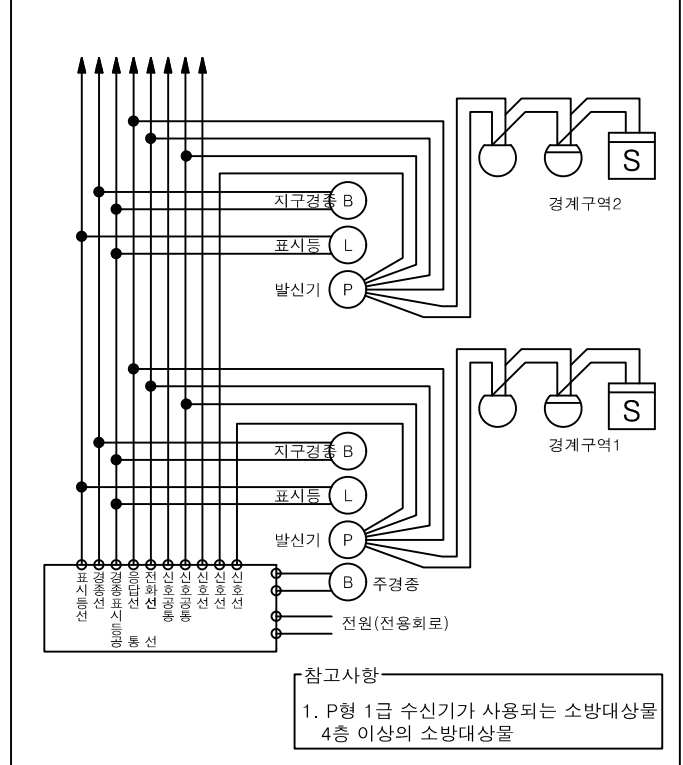 S
경계구역2
지구경종 B
표시등 L
발신기 P
S
경계구역1
지구경종 B
표시등 L
발신기 P
B 주경종
전원(전용회로)
표시등선
경종선
경종표시등공통선
응답선
전화선
신호공통
신호공통
신호선
신호선
신호선
참고사항
1. P형 1급 수신기가 사용되는 소방대상물
4층 이상의 소방대상물